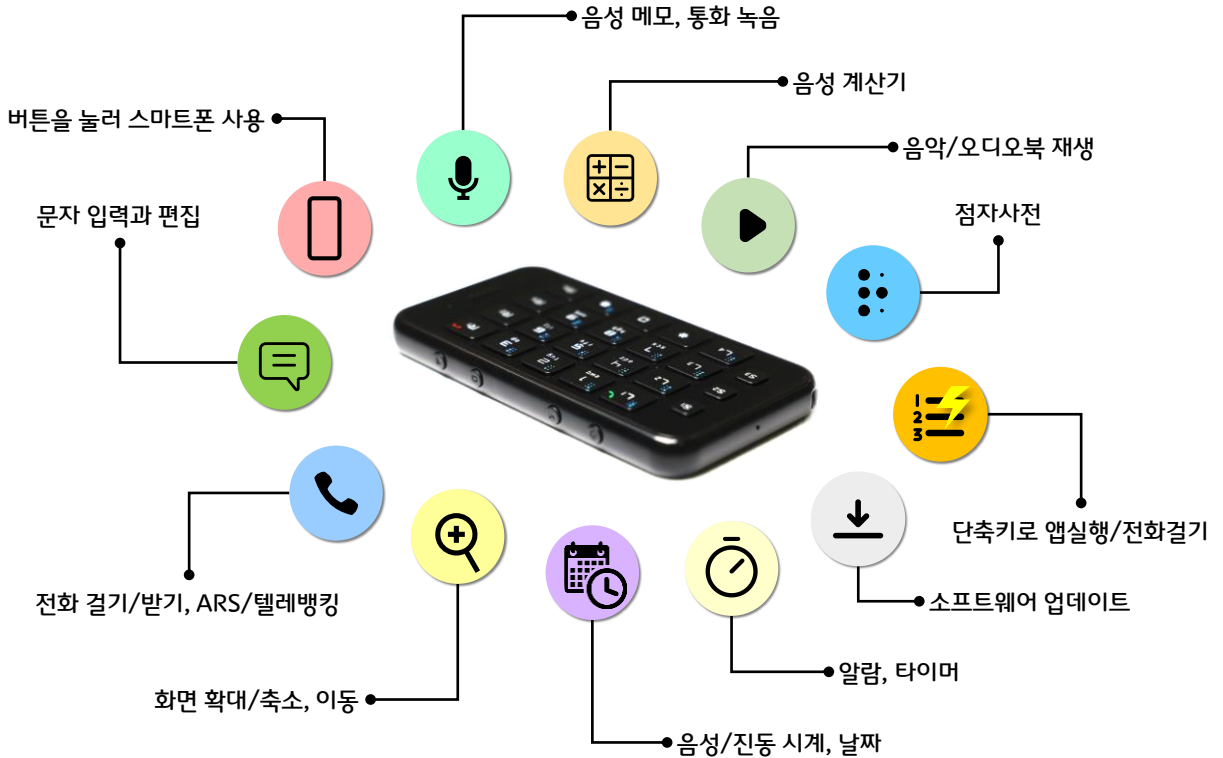 음성 메모, 통화 녹음
음성 계산기
버튼을 눌러 스마트폰 사용
음악/오디오북 재생
문자 입력과 편집
점자사전
1
2
3
단축키로 앱실행/전화걸기
전화 걸기/받기, ARS/텔레뱅킹
소프트웨어 업데이트
알람, 타이머
화면 확대/축소, 이동
음성/진동 시계, 날짜